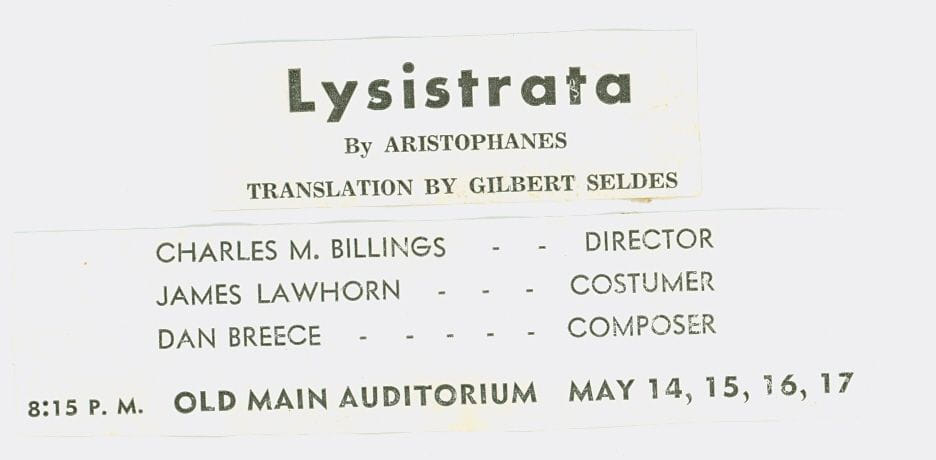 Lysistrata
By ARISTOPHANES
TRANSLATION BY GILBERT SELDES
CHARLES M. BILLINGS - - DIRECTOR
JAMES LAWHORN - - - COSTUMER
DAN BREECE - - - - - COMPOSER
8:15 P. M. OLD MAIN AUDITORIUM MAY 14, 15, 16, 17